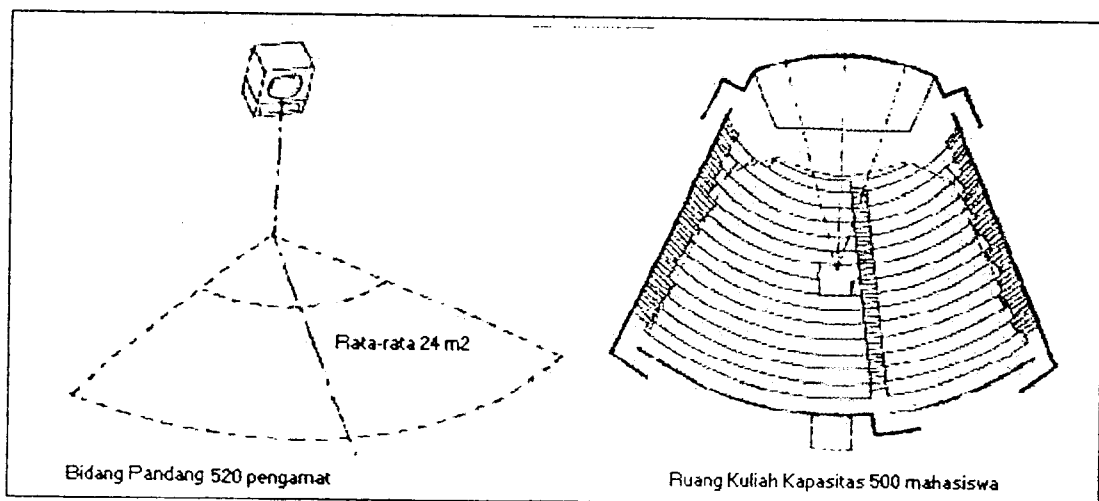 Rata-rata 24 m2
Bidang Pandang 520 pengamat
Ruang Kuliah Kapasitas 500 mahasiswa